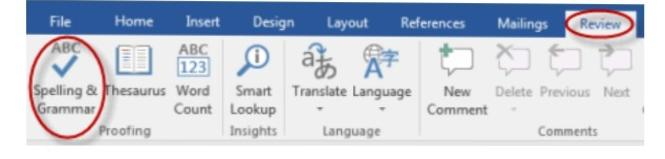 File Home Insert Design Layout References Mailings Review
ABC ABC
123
Spelling & Thesaurus Word Smart Translate Language New Delete Previous Next
Grammar Count Lookup Comment
Proofing Insights Language Comments